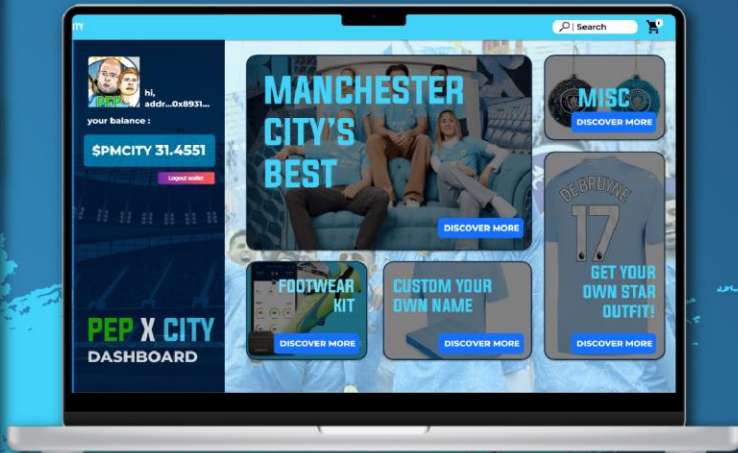 CITY
Search
PEP
hi,
addr...0x8931...
your balance :
$PMCITY 31.4551
Logout wallet
PEP X CITY
DASHBOARD
MANCHESTER
CITY'S
BEST
DISCOVER MORE
MISC
DISCOVER MORE
FOOTWEAR
KIT
DISCOVER MORE
CUSTOM YOUR
OWN NAME
DISCOVER MORE
DEBRUYNE
17
GET YOUR
OWN STAR
OUTFIT!
DISCOVER MORE